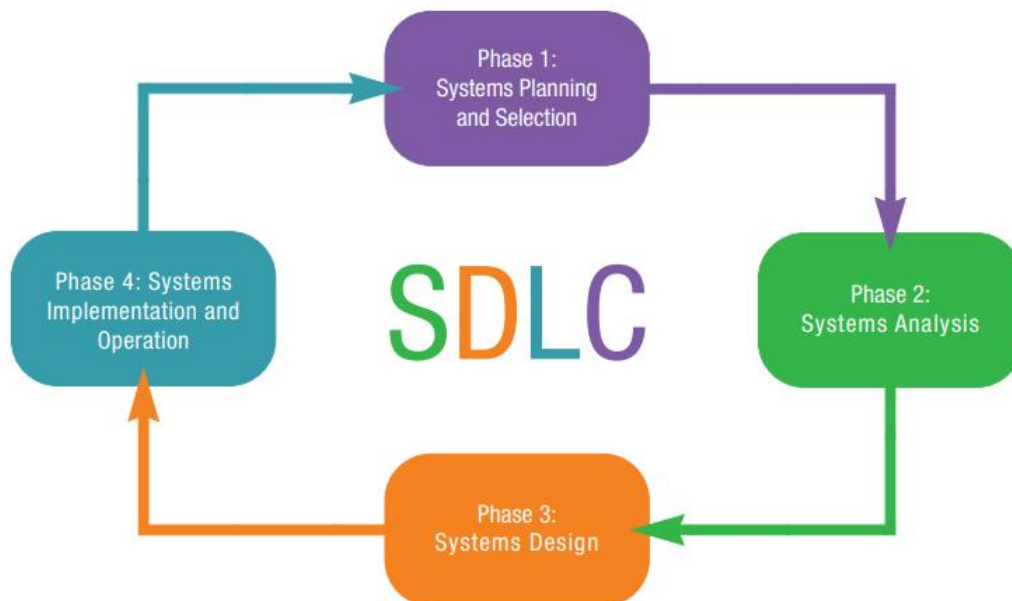 Phase 1:
Systems Planning
and Selection
Phase 4: Systems
Implementation and
Operation
SDLC
Phase 2:
Systems Analysis
Phase 3:
Systems Design